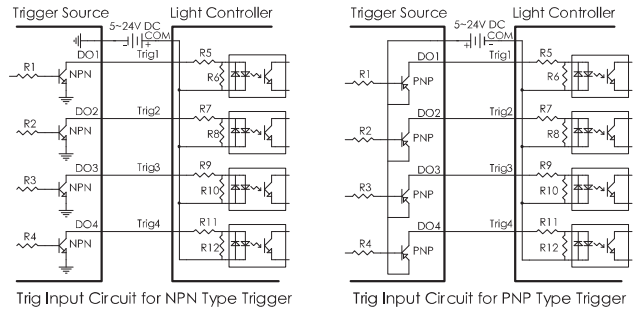 Trigger Source
Light Controller
5~24V DC
COM
- +
DO1
Trig1
R5
R1
NPN
R6
DO2
Trig2
R7
R2
NPN
R8
DO3
Trig3
R9
R3
NPN
R10
DO4
Trig4
R11
R4
NPN
R12
Trig Input Circuit for NPN Type Trigger
Trigger Source
Light Controller
5~24V DC
COM
+ -
DO1
Trig1
R5
R1
PNP
R6
DO2
Trig2
R7
R2
PNP
R8
DO3
Trig3
R9
R3
PNP
R10
DO4
Trig4
R11
R4
PNP
R12
Trig Input Circuit for PNP Type Trigger